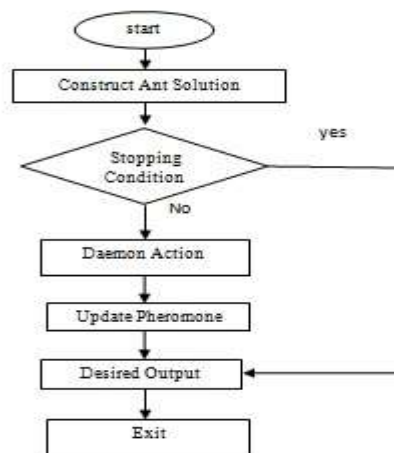 start
Construct Ant Solution
yes
Stopping
Condition
No
Daemon Action
Update Pheromone
Desired Output
Exit